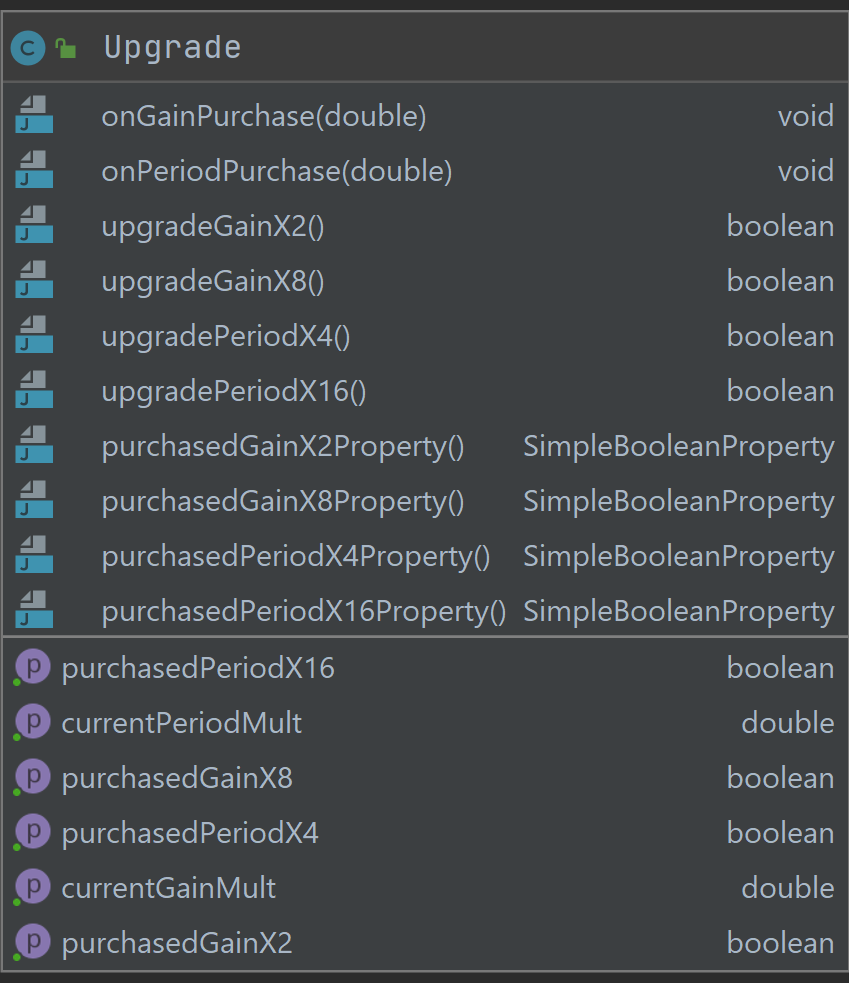 C Upgrade
J onGainPurchase(double) void
J onPeriodPurchase(double) void
J upgradeGainX2() boolean
J upgradeGainX8() boolean
J upgradePeriodX4() boolean
J upgradePeriodX16() boolean
J purchasedGainX2Property() SimpleBooleanProperty
J purchasedGainX8Property() SimpleBooleanProperty
J purchasedPeriodX4Property() SimpleBooleanProperty
J purchasedPeriodX16Property() SimpleBooleanProperty
p purchasedPeriodX16 boolean
p currentPeriodMult double
p purchasedGainX8 boolean
p purchasedPeriodX4 boolean
p currentGainMult double
p purchasedGainX2 boolean